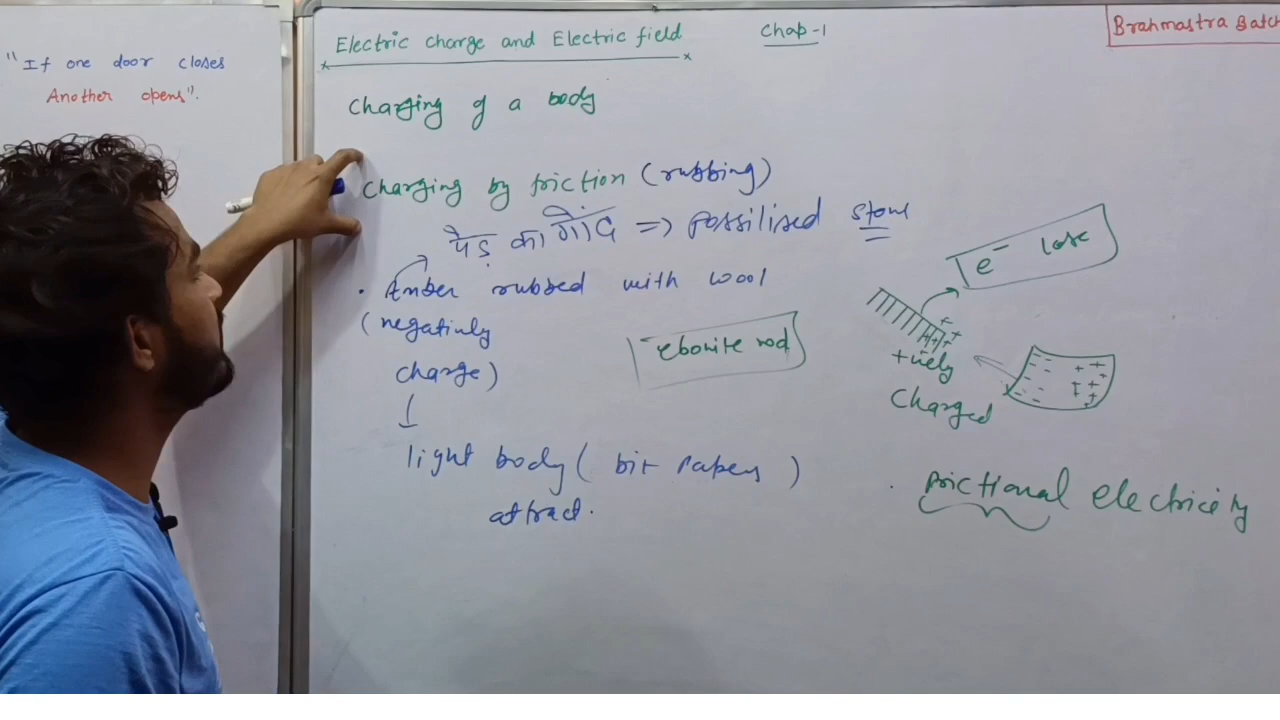 "If one door closes
Another opens".
Electric charge and Electric field
Chap-1
Brahmastra Batch
Charging of a body
Charging by friction (rubbing)
पेड़ का गोंद => fossilised stone
• Amber rubbed with wool
(negatively
charge)
↓
light body ( bit papers )
attract.
ebonite rod
e⁻ lose
+vely
Charged
frictional electricity